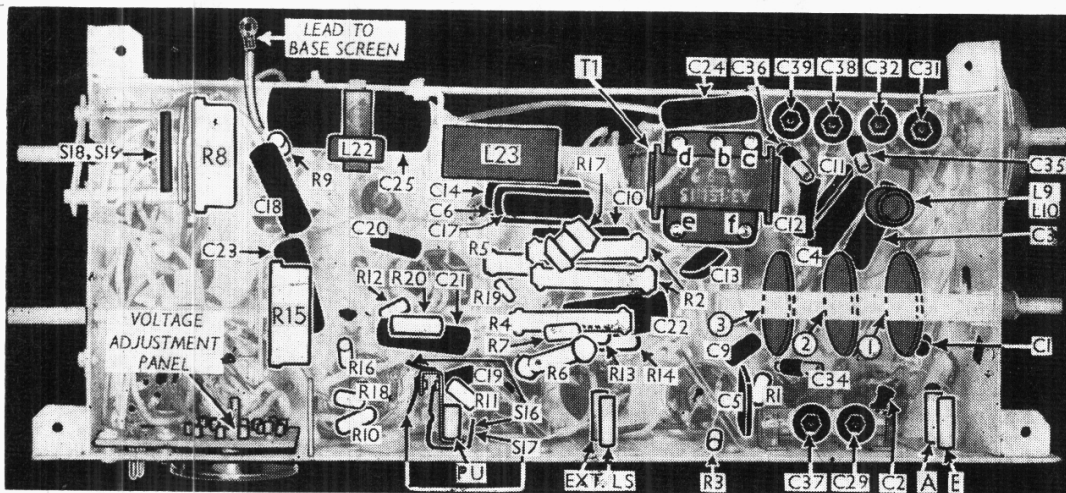 LEAD TO
BASE SCREEN
T1
C24
C36
C39
C38
C32
C31
S18, S19
R8
R9
L22
C25
L23
R17
d
b
c
C11
C35
C18
C14
C6
C17
C10
e
f
C12
L9
L10
C23
C20
R5
C4
C3
C13
R12
R20
C21
R19
R2
VOLTAGE
ADJUSTMENT
PANEL
R15
R4
C22
3
2
1
R7
C9
C1
R16
R6
R13
R14
C34
C19
R18
R11
S16
C5
R1
R10
S17
PU
EXT. LS
R3
C37
C29
C2
A
E